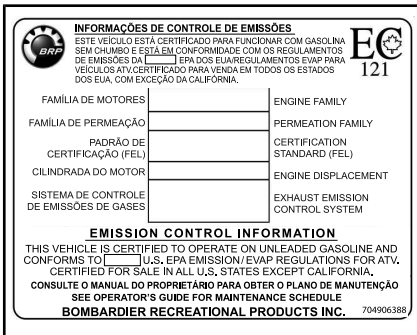 BRP
INFORMAÇÕES DE CONTROLE DE EMISSÕES
ESTE VEÍCULO ESTÁ CERTIFICADO PARA FUNCIONAR COM GASOLINA
SEM CHUMBO E ESTÁ EM CONFORMIDADE COM OS REGULAMENTOS
DE EMISSÕES DA EPA DOS EUA/REGULAMENTOS EVAP PARA
VEÍCULOS ATV.CERTIFICADO PARA VENDA EM TODOS OS ESTADOS
DOS EUA, COM EXCEÇÃO DA CALIFÓRNIA.
EC
121
FAMÍLIA DE MOTORES
ENGINE FAMILY
FAMÍLIA DE PERMEAÇÃO
PERMEATION FAMILY
PADRÃO DE
CERTIFICAÇÃO (FEL)
CERTIFICATION
STANDARD (FEL)
CILINDRADA DO MOTOR
ENGINE DISPLACEMENT
SISTEMA DE CONTROLE
DE EMISSÕES DE GASES
EXHAUST EMISSION
CONTROL SYSTEM
EMISSION CONTROL INFORMATION
THIS VEHICLE IS CERTIFIED TO OPERATE ON UNLEADED GASOLINE AND
CONFORMS TO U.S. EPA EMISSION/EVAP REGULATIONS FOR ATV.
CERTIFIED FOR SALE IN ALL U.S. STATES EXCEPT CALIFORNIA.
CONSULTE O MANUAL DO PROPRIETÁRIO PARA OBTER O PLANO DE MANUTENÇÃO
SEE OPERATOR'S GUIDE FOR MAINTENANCE SCHEDULE
BOMBARDIER RECREATIONAL PRODUCTS INC. 704906388